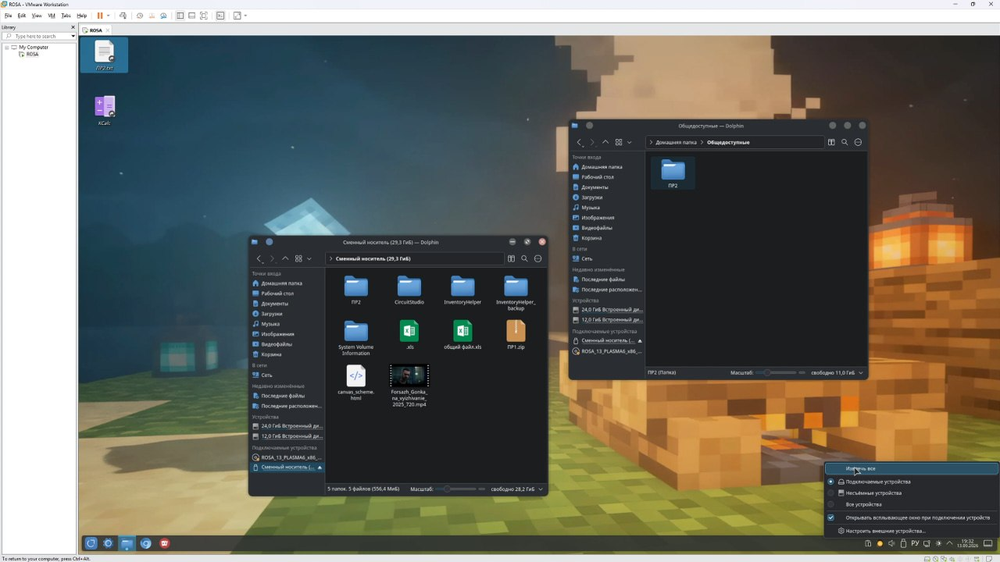 ROSA - VMware Workstation
File Edit View VM Tabs Help
Library
Type here to search
My Computer
ROSA
ROSA
ПР2.txt
KCalc
Общедоступные — Dolphin
Домашняя папка
Общедоступные
Точки входа
Домашняя папка
Рабочий стол
Документы
Загрузки
Музыка
Изображения
Видеофайлы
Корзина
В сети
Сеть
Недавно изменённые
Последние файлы
Последние расположен...
Устройства
24,0 ГиБ Встроенный ди...
12,0 ГиБ Встроенный ди...
Подключаемые устройства
Сменный носитель (...
ROSA_13_PLASMA6_x86_...
ПР2
ПР2 (Папка)
Масштаб:
свободно 11,0 ГиБ
Сменный носитель (29,3 ГиБ) — Dolphin
Сменный носитель (29,3 ГиБ)
Точки входа
Домашняя папка
Рабочий стол
Документы
Загрузки
Музыка
Изображения
Видеофайлы
Корзина
В сети
Сеть
Недавно изменённые
Последние файлы
Последние расположен...
Устройства
24,0 ГиБ Встроенный ди...
12,0 ГиБ Встроенный ди...
Подключаемые устройства
ROSA_13_PLASMA6_x86_...
Сменный носитель (...
ПР2
CircuitStudio
InventoryHelper
InventoryHelper_
backup
System Volume
Information
.xls
общий файл.xls
ПР1.zip
canvas_scheme.
html
Forsazh_Gonka_
na_vyizhivanie_
2025_720.mp4
5 папок, 5 файлов (556,4 МиБ)
Масштаб:
свободно 28,2 ГиБ
Извлечь все
Подключаемые устройства
Несъёмные устройства
Все устройства
Открывать всплывающее окно при подключении устройств
Настроить внешние устройства...
РУ
19:32
13.03.2026
To return to your computer, press Ctrl+Alt.